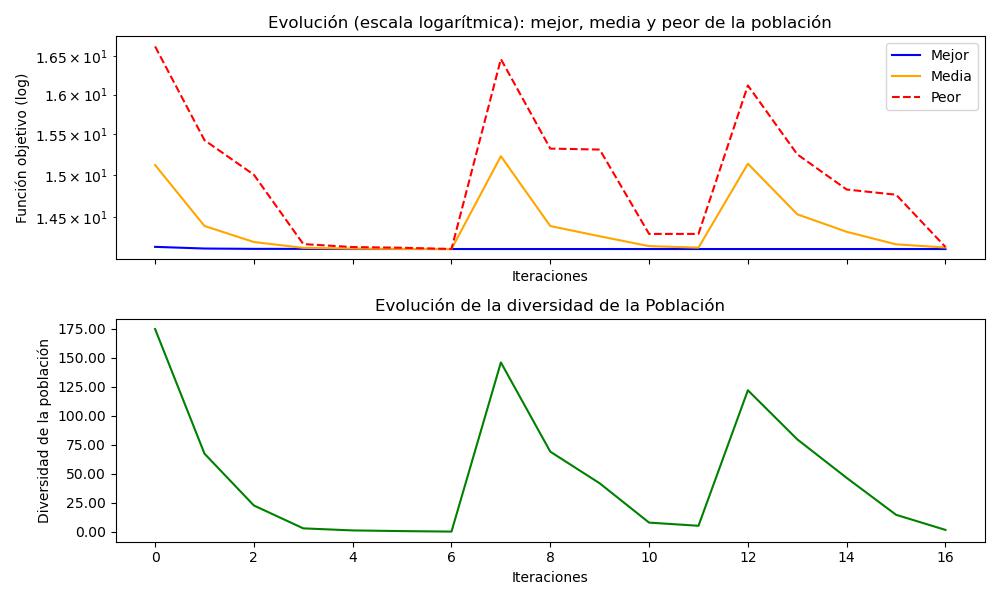 Evolución (escala logarítmica): mejor, media y peor de la población
Función objetivo (log)
1.65 × 10¹
1.6 × 10¹
1.55 × 10¹
1.5 × 10¹
1.45 × 10¹
Mejor
Media
Peor
Iteraciones
Evolución de la diversidad de la Población
Diversidad de la población
175.00
150.00
125.00
100.00
75.00
50.00
25.00
0.00
0 2 4 6 8 10 12 14 16
Iteraciones